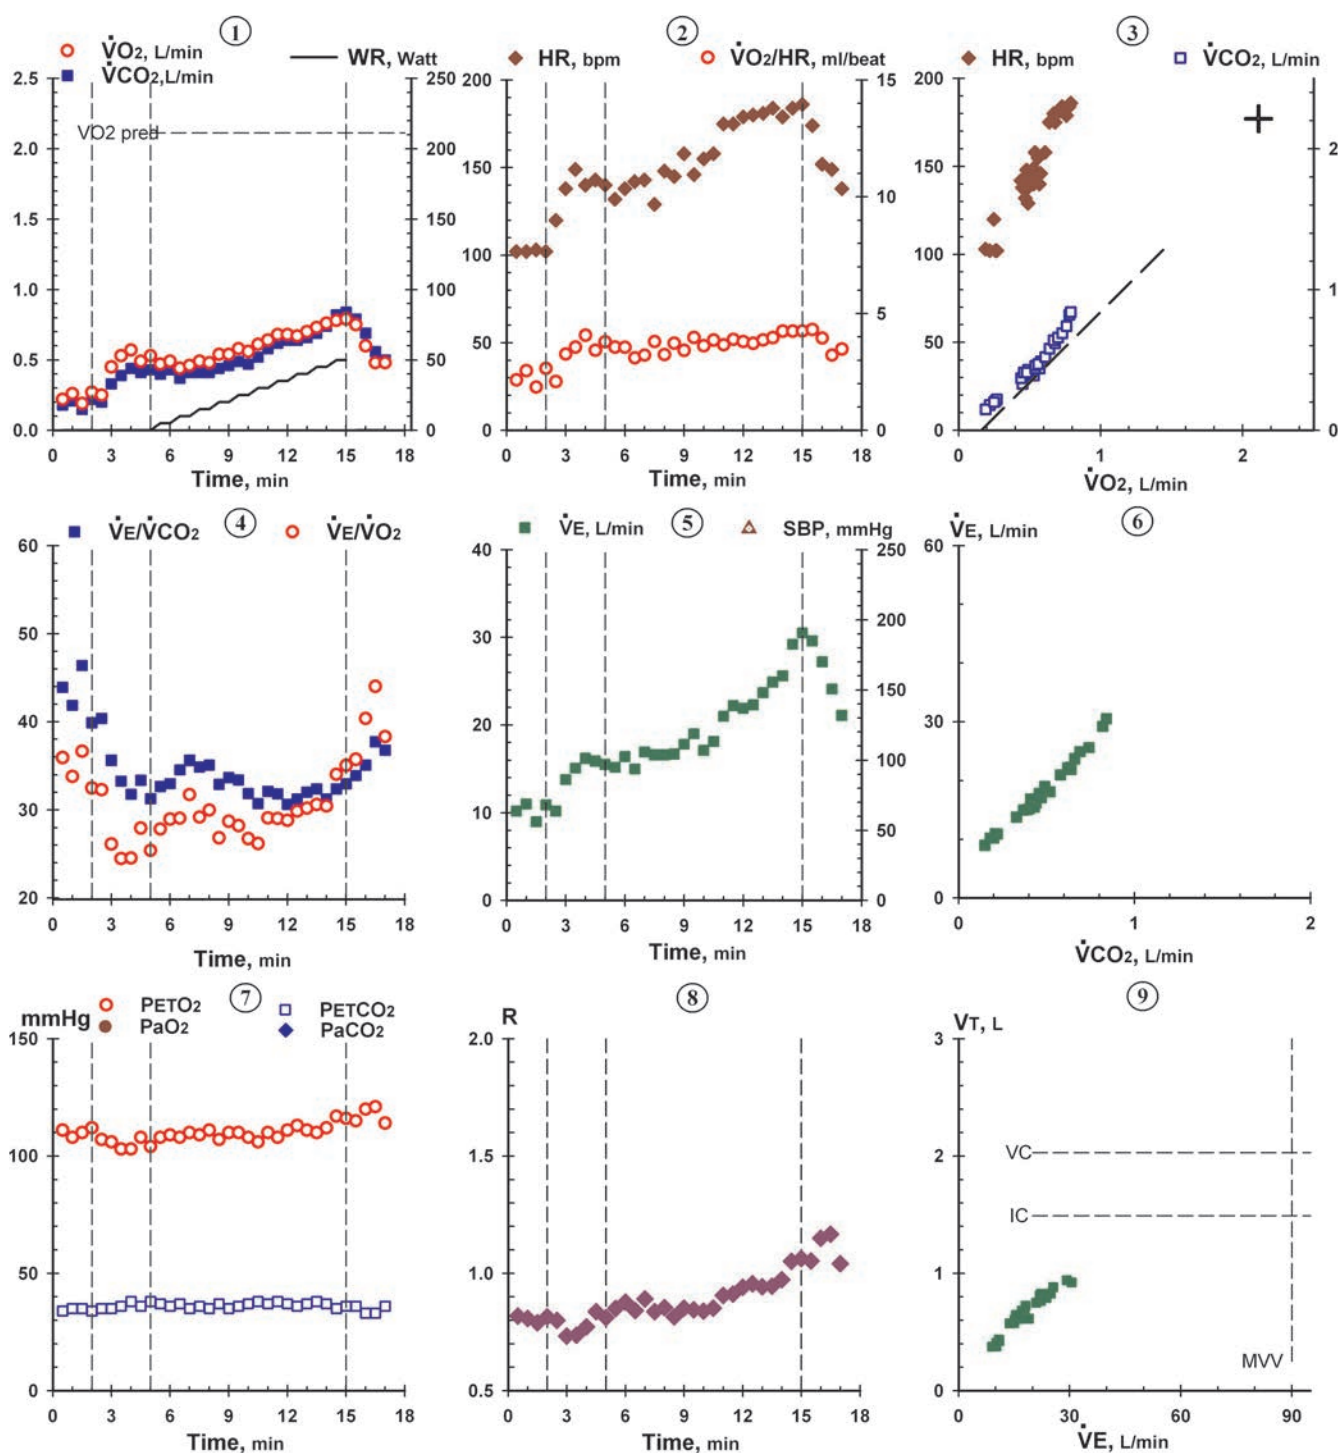 1
V̇O2, L/min
V̇CO2,L/min
WR, Watt
2.5 250
VO2 pred
2.0 200
1.5 150
1.0 100
0.5 50
0.0 0
0 3 6 9 12 15 18
Time, min
2
HR, bpm
V̇O2/HR, ml/beat
200 15
150
10
100
5
50
0 0
0 3 6 9 12 15 18
Time, min
3
HR, bpm
V̇CO2, L/min
200
2
150
100
1
50
0 0
0 1 2
V̇O2, L/min
4
V̇E/V̇CO2
V̇E/V̇O2
60
50
40
30
20
0 3 6 9 12 15 18
Time, min
5
V̇E, L/min
SBP, mmHg
40 250
200
30
150
20
100
10
50
0 0
0 3 6 9 12 15 18
Time, min
6
V̇E, L/min
60
30
0
0 1 2
V̇CO2, L/min
7
mmHg
PETO2
PaO2
PETCO2
PaCO2
150
100
50
0
0 3 6 9 12 15 18
Time, min
8
R
2.0
1.5
1.0
0.5
0 3 6 9 12 15 18
Time, min
9
VT, L
3
VC
2
IC
1
MVV
0
0 30 60 90
V̇E, L/min